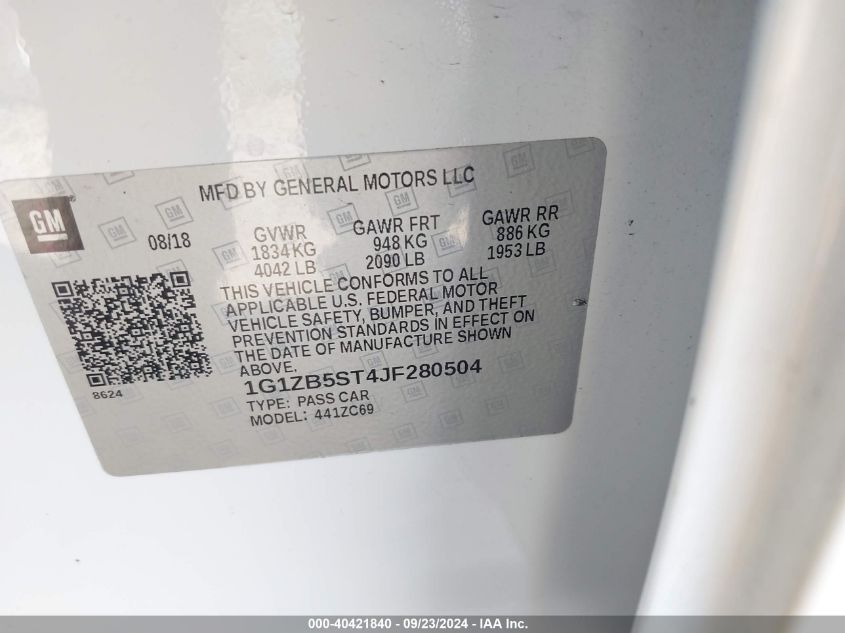 MFD BY GENERAL MOTORS LLC
GM
08/18
GVWR
1834 KG
4042 LB
GAWR FRT
948 KG
2090 LB
GAWR RR
886 KG
1953 LB
THIS VEHICLE CONFORMS TO ALL
APPLICABLE U.S. FEDERAL MOTOR
VEHICLE SAFETY, BUMPER, AND THEFT
PREVENTION STANDARDS IN EFFECT ON
THE DATE OF MANUFACTURE SHOWN
ABOVE.
8624
1G1ZB5ST4JF280504
TYPE: PASS CAR
MODEL: 441ZC69
000-40421840 - 09/23/2024 - IAA Inc.